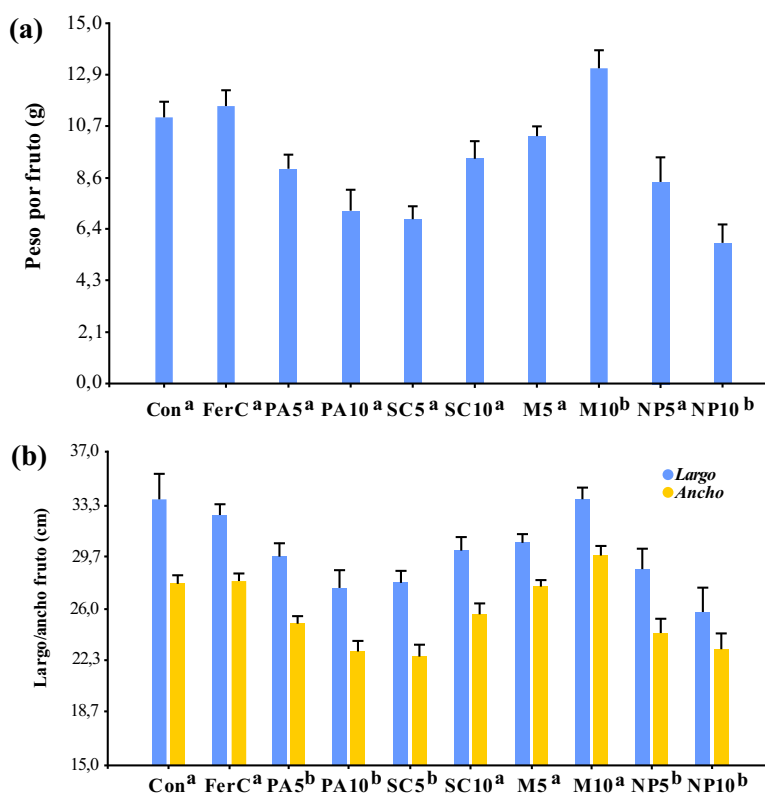 (a)
Peso por fruto (g)
15,0
12,9
10,7
8,6
6,4
4,3
2,1
0,0
Con a FerC a PA5 a PA10 a SC5 a SC10 a M5 a M10 b NP5 a NP10 b
(b)
Largo/ancho fruto (cm)
37,0
33,3
29,7
26,0
22,3
18,7
15,0
Largo
Ancho
Con a FerC a PA5 b PA10 b SC5 b SC10 a M5 a M10 a NP5 b NP10 b